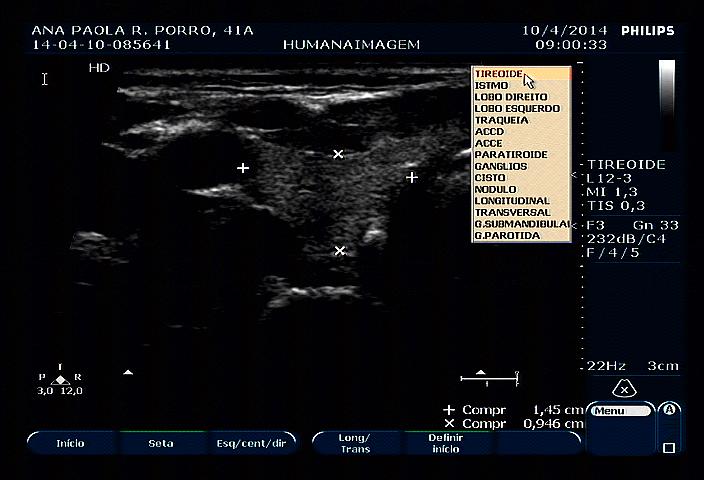 ANA PAOLA R. PORRO, 41A
10/4/2014
PHILIPS
14-04-10-085641
HUMANAIMAGEM
09:00:33
HD
TIREOIDE
ISTMO
LOBO DIREITO
LOBO ESQUERDO
TRAQUEIA
ACCD
ACCE
PARATIROIDE
GANGLIOS
CISTO
NODULO
LONGITUDINAL
TRANSVERSAL
G.SUBMANDIBULAI
G.PAROTIDA
TIREOIDE
L12-3
MI 1,3
TIS 0,3
F3 Gn 33
232dB/C4
F/4/5
22Hz 3cm
P R
3,0 12,0
+ Compr 1,45 cm
× Compr 0,946 cm
Menu
A
Início
Seta
Esq/cent/dir
Long/
Trans
Definir
início